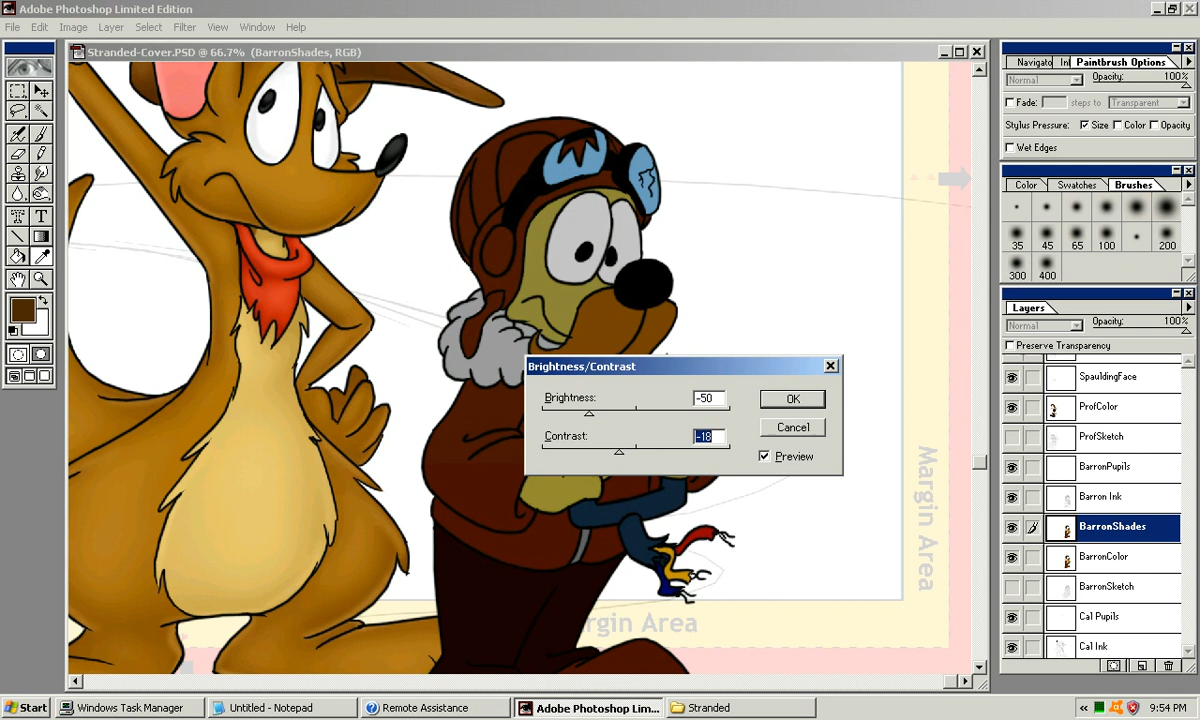 Adobe Photoshop Limited Edition
File Edit Image Layer Select Filter View Window Help
Stranded-Cover.PSD @ 66.7% (BarronShades, RGB)
Navigato In Paintbrush Options
Normal Opacity: 100%
Fade: steps to Transparent
Stylus Pressure: Size Color Opacity
Wet Edges
Color Swatches Brushes
35 45 65 100 200
300 400
Layers
Normal Opacity: 100%
Preserve Transparency
SpauldingFace
ProfColor
ProfSketch
BarronPupils
Barron Ink
BarronShades
BarronColor
BarronSketch
Cal Pupils
Cal Ink
Brightness/Contrast
Brightness: -50 OK
Contrast: -18 Cancel
Preview
Margin Area
rgin Area
Start Windows Task Manager Untitled - Notepad Remote Assistance Adobe Photoshop Lim... Stranded 9:54 PM